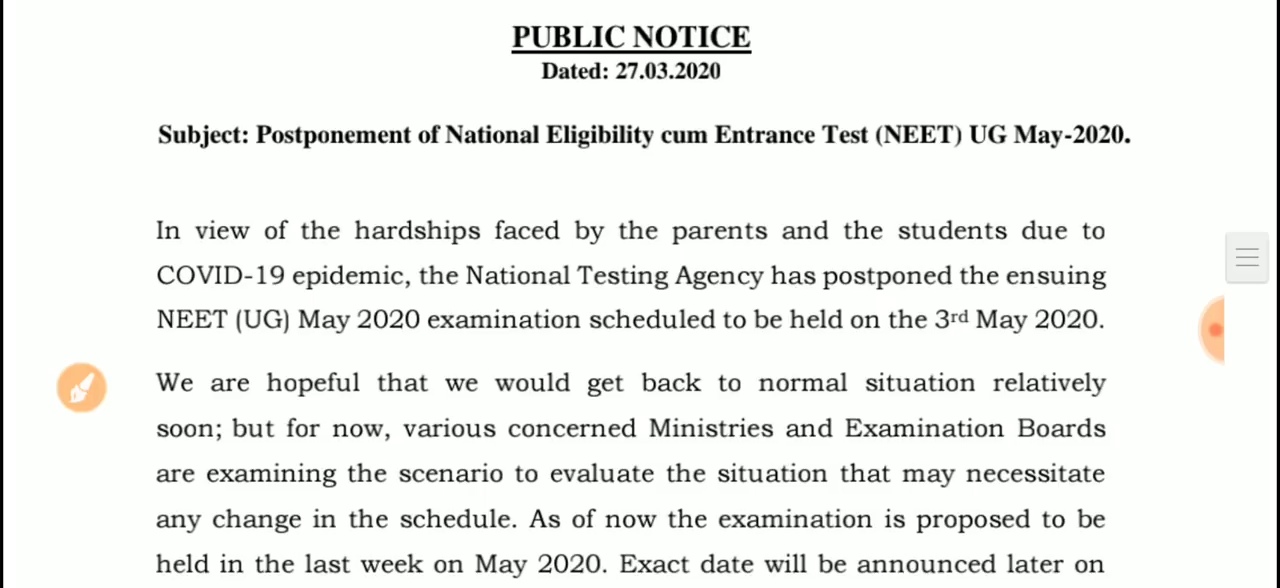 PUBLIC NOTICE
Dated: 27.03.2020
Subject: Postponement of National Eligibility cum Entrance Test (NEET) UG May-2020.
In view of the hardships faced by the parents and the students due to
COVID-19 epidemic, the National Testing Agency has postponed the ensuing
NEET (UG) May 2020 examination scheduled to be held on the 3rd May 2020.
We are hopeful that we would get back to normal situation relatively
soon; but for now, various concerned Ministries and Examination Boards
are examining the scenario to evaluate the situation that may necessitate
any change in the schedule. As of now the examination is proposed to be
held in the last week on May 2020. Exact date will be announced later on